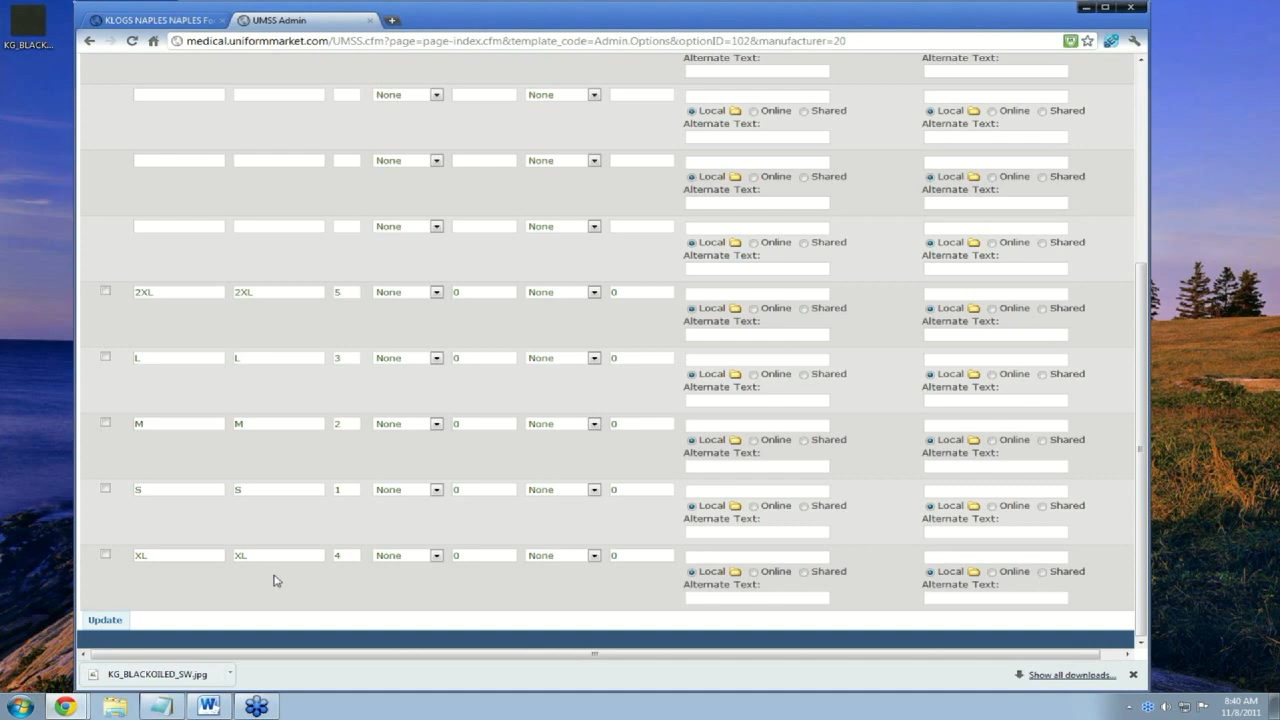 KG_BLACK...
KLOGS NAPLES NAPLES Fo
UMSS Admin
medical.uniformmarket.com/UMSS.cfm?page=page-index.cfm&template_code=Admin.Options&optionID=102&manufacturer=20
Alternate Text: Alternate Text:
None None
Local Online Shared Local Online Shared
Alternate Text: Alternate Text:
None None
Local Online Shared Local Online Shared
Alternate Text: Alternate Text:
None None
Local Online Shared Local Online Shared
Alternate Text: Alternate Text:
2XL 2XL 5 None 0 None 0
Local Online Shared Local Online Shared
Alternate Text: Alternate Text:
L L 3 None 0 None 0
Local Online Shared Local Online Shared
Alternate Text: Alternate Text:
M M 2 None 0 None 0
Local Online Shared Local Online Shared
Alternate Text: Alternate Text:
S S 1 None 0 None 0
Local Online Shared Local Online Shared
Alternate Text: Alternate Text:
XL XL 4 None 0 None 0
Local Online Shared Local Online Shared
Alternate Text: Alternate Text:
Update
KG_BLACKOILED_SW.jpg
Show all downloads...
8:40 AM
11/8/2011